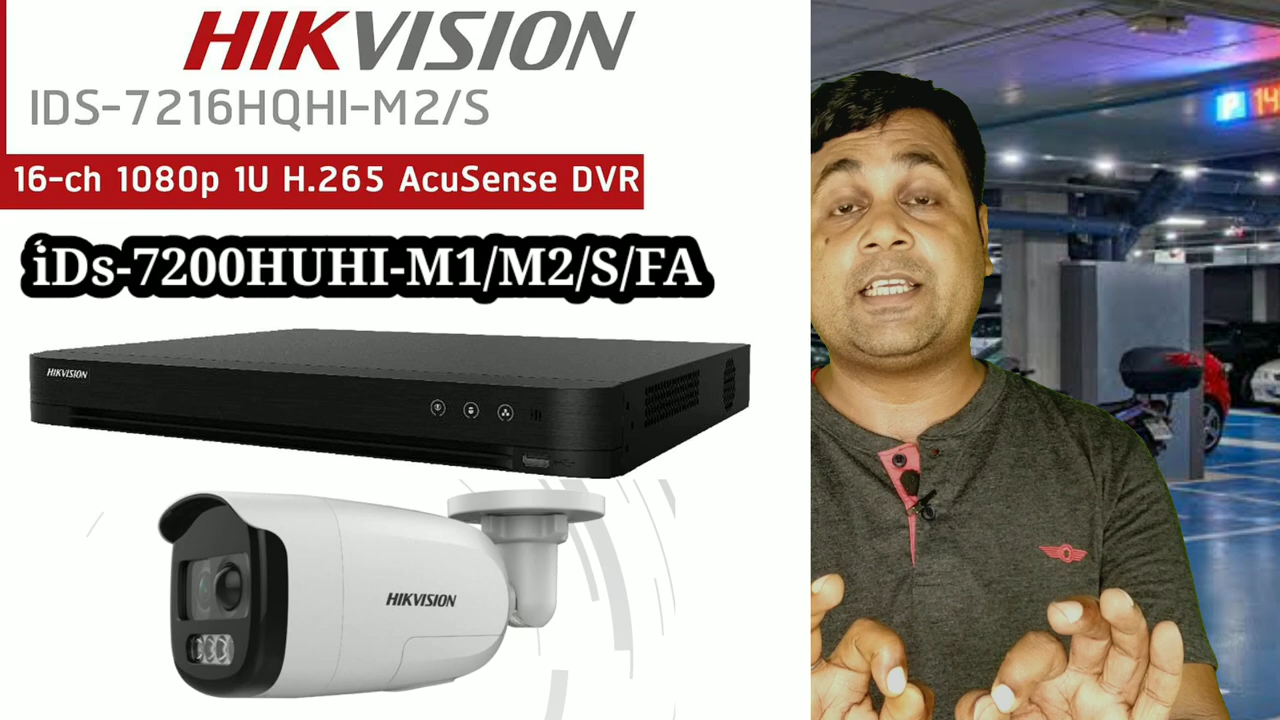 HIKVISION
IDS-7216HQHI-M2/S
16-ch 1080p 1U H.265 AcuSense DVR
iDs-7200HUHI-M1/M2/S/FA
HIKVISION
HIKVISION
P 14